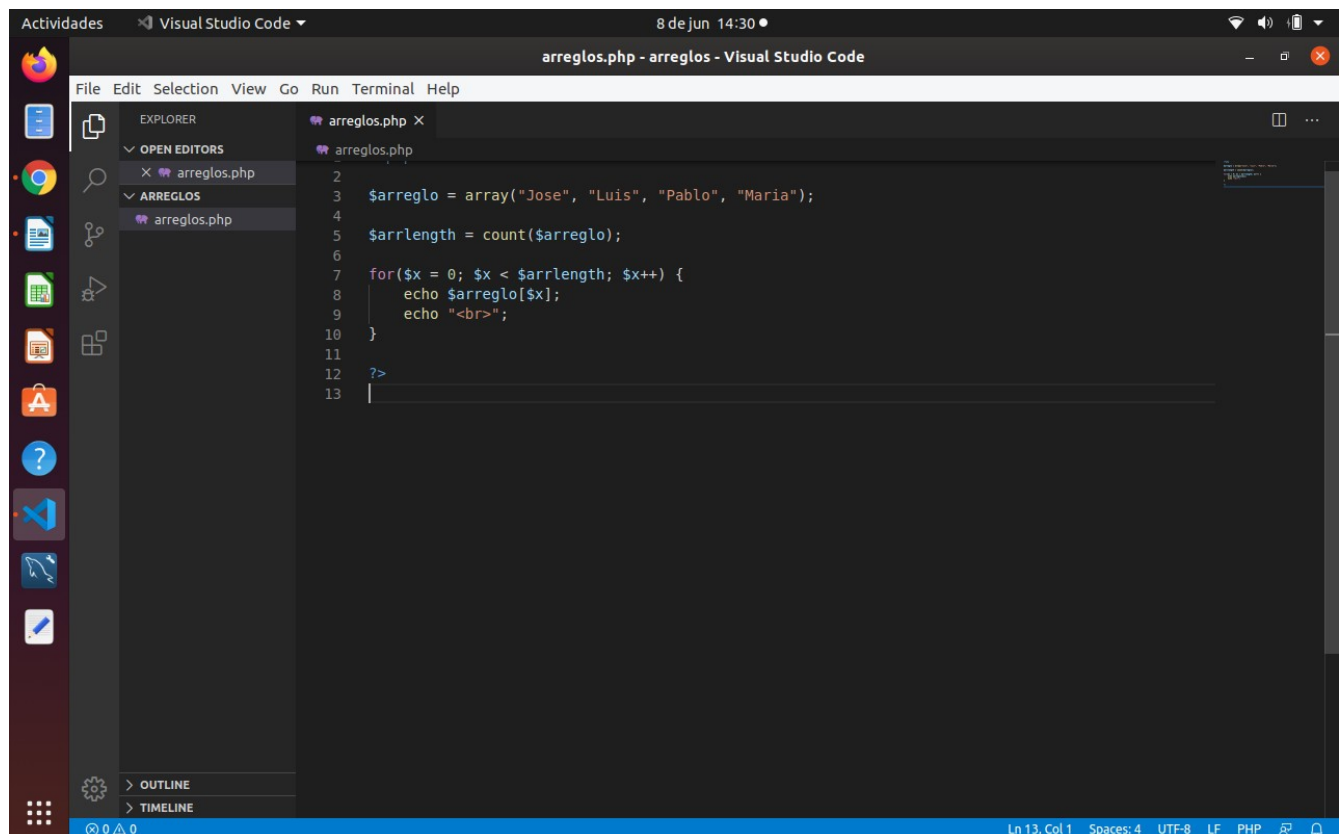 Actividades Visual Studio Code 8 de jun 14:30
arreglos.php - arreglos - Visual Studio Code
File Edit Selection View Go Run Terminal Help
EXPLORER
OPEN EDITORS
arreglos.php
ARREGLOS
arreglos.php
OUTLINE
TIMELINE
arreglos.php
arreglos.php
2
3 $arreglo = array("Jose", "Luis", "Pablo", "Maria");
4
5 $arrlength = count($arreglo);
6
7 for($x = 0; $x < $arrlength; $x++) {
8 echo $arreglo[$x];
9 echo "<br>";
10 }
11
12 ?>
13
0 0 Ln 13, Col 1 Spaces: 4 UTF-8 LF PHP